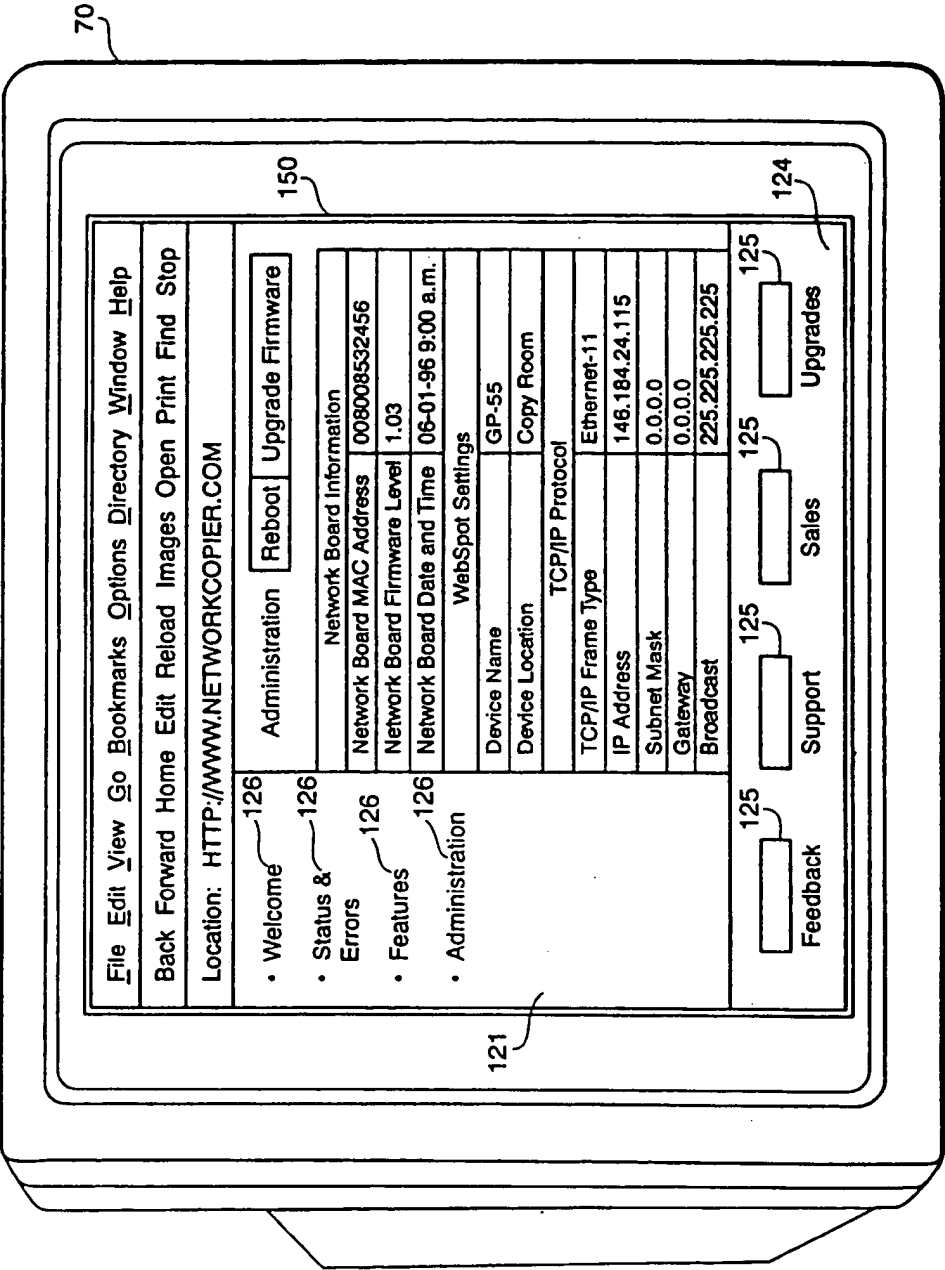 70
File Edit View Go Bookmarks Options Directory Window Help
Back Forward Home Edit Reload Images Open Print Find Stop
Location: HTTP://WWW.NETWORKCOPIER.COM
150
• Welcome
126
• Status &
Errors
126
• Features
126
• Administration
126
121
Administration Reboot Upgrade Firmware
Network Board Information
Network Board MAC Address 008008532456
Network Board Firmware Level 1.03
Network Board Date and Time 06-01-96 9:00 a.m.
WebSpot Settings
Device Name GP-55
Device Location Copy Room
TCP/IP Protocol
TCP/IP Frame Type Ethernet-11
IP Address 146.184.24.115
Subnet Mask 0.0.0.0
Gateway 0.0.0.0
Broadcast 225.225.225.225
125 125 125 125
Feedback Support Sales Upgrades
124